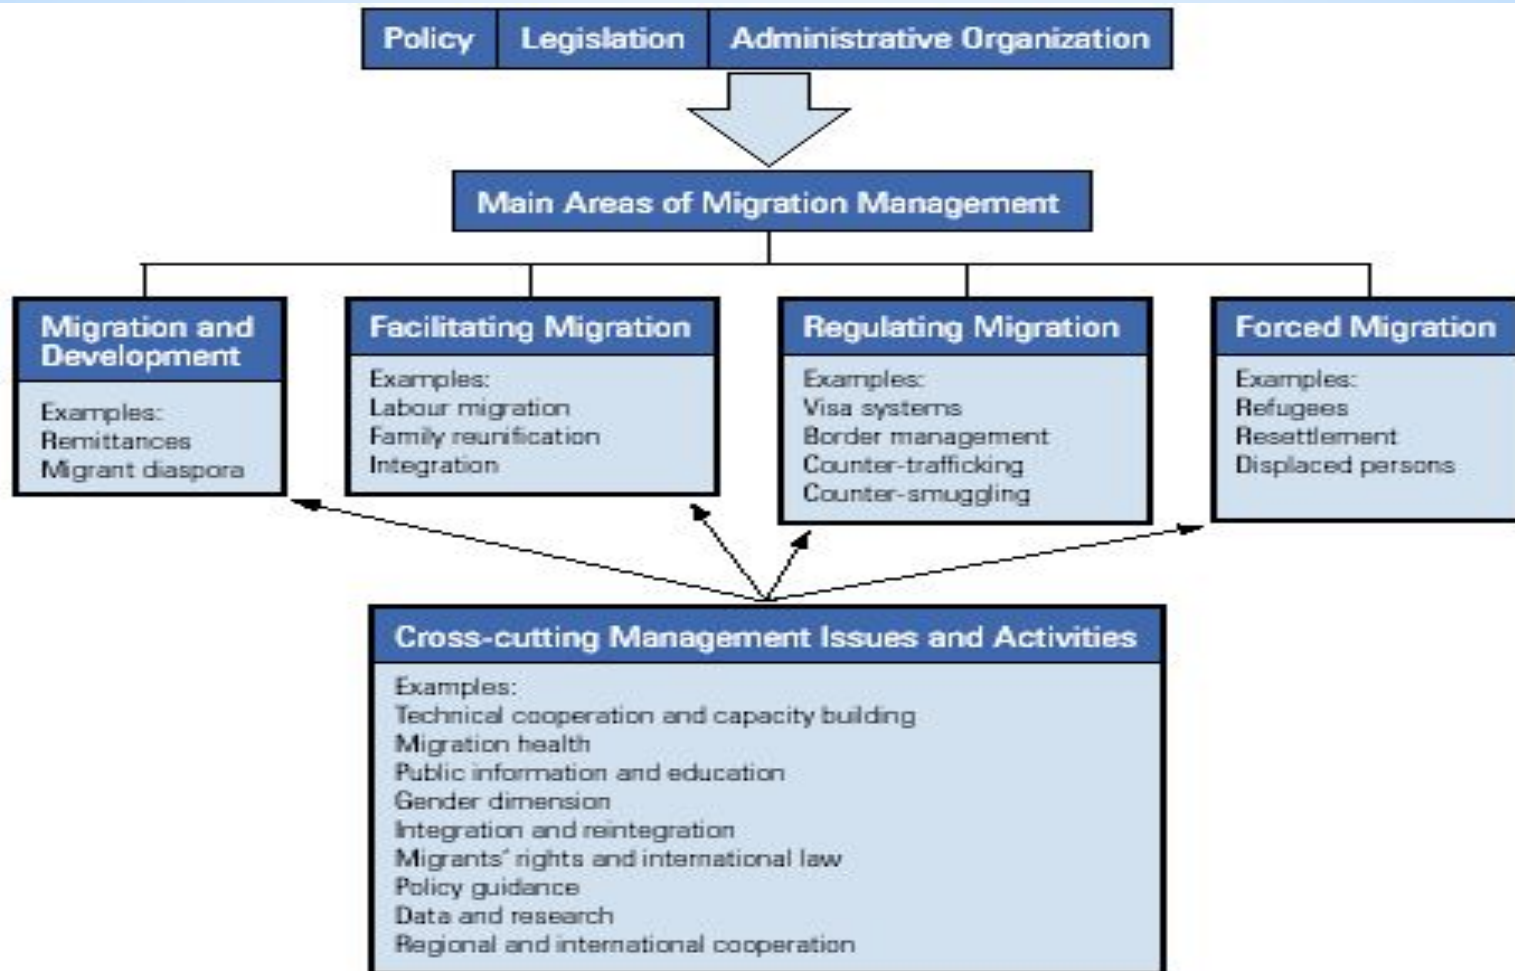 Policy Legislation Administrative Organization
Main Areas of Migration Management
Migration and
Development
Examples:
Remittances
Migrant diaspora
Facilitating Migration
Examples:
Labour migration
Family reunification
Integration
Regulating Migration
Examples:
Visa systems
Border management
Counter-trafficking
Counter-smuggling
Forced Migration
Examples:
Refugees
Resettlement
Displaced persons
Cross-cutting Management Issues and Activities
Examples:
Technical cooperation and capacity building
Migration health
Public information and education
Gender dimension
Integration and reintegration
Migrants' rights and international law
Policy guidance
Data and research
Regional and international cooperation